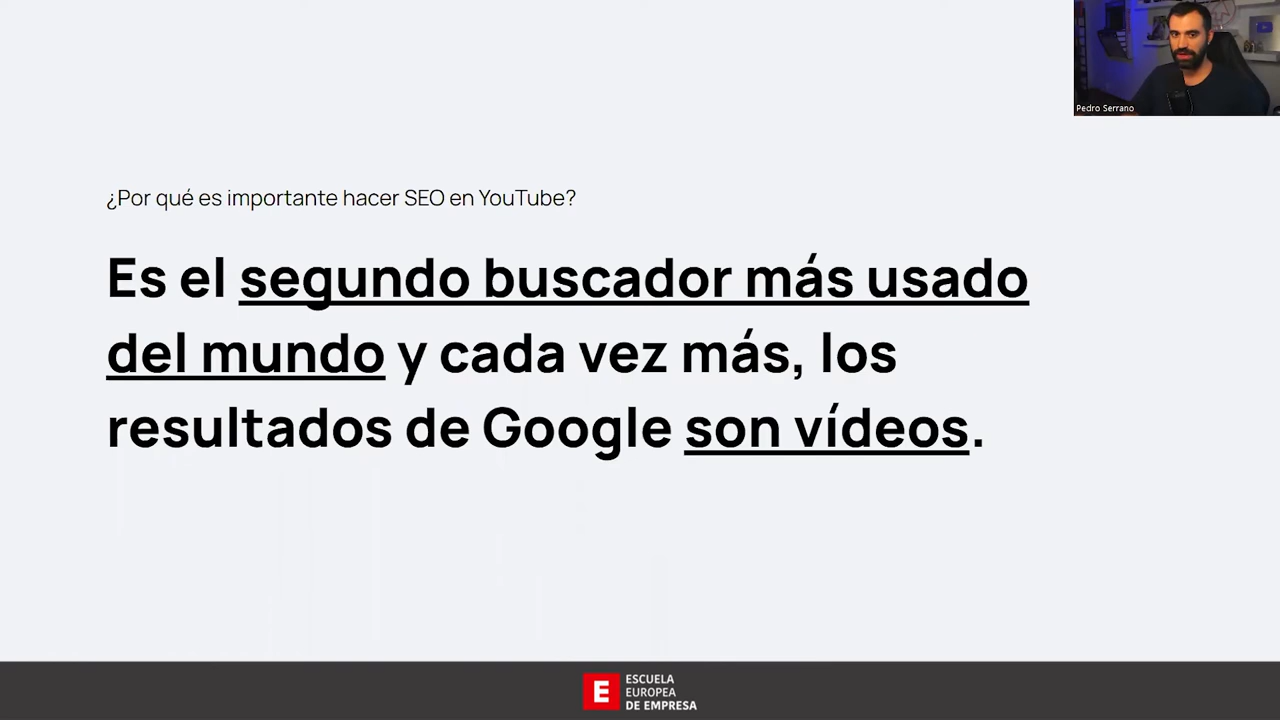 Pedro Serrano
¿Por qué es importante hacer SEO en YouTube?
Es el segundo buscador más usado
del mundo y cada vez más, los
resultados de Google son vídeos.
E
ESCUELA
EUROPEA
DE EMPRESA